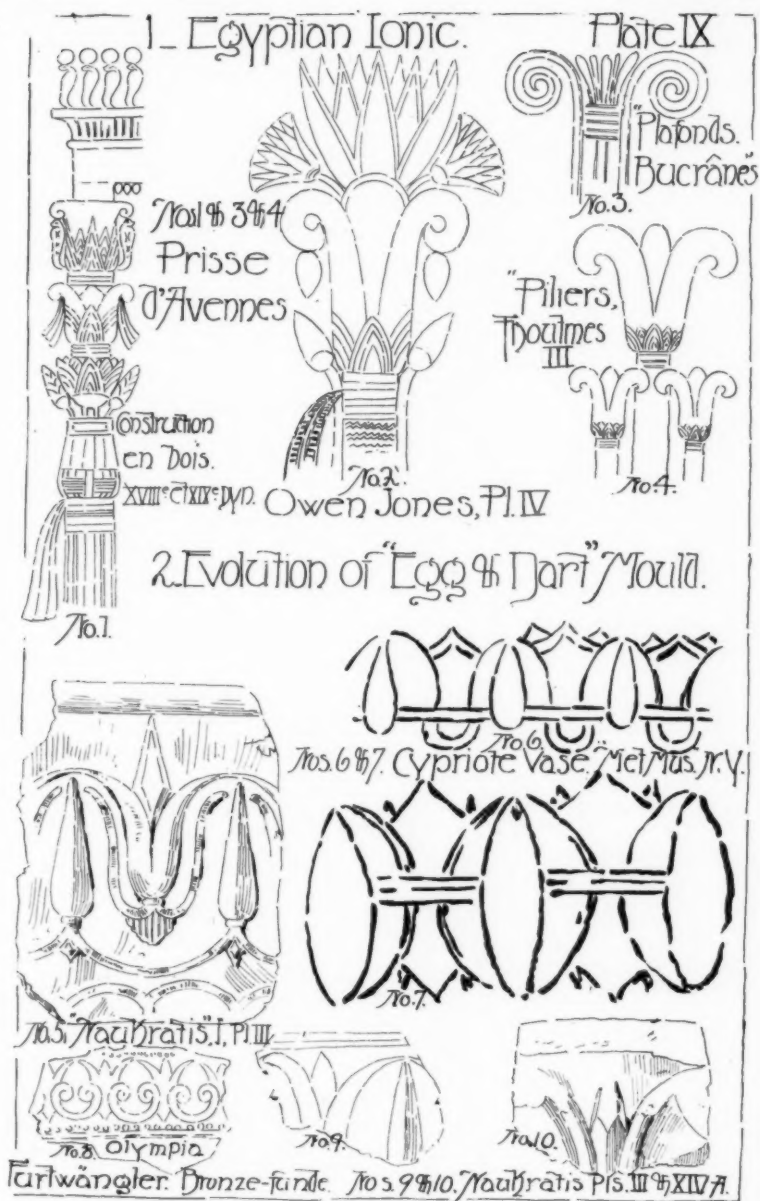 1_ Egyptian Ionic.
Plate IX
Nos 1 & 3 & 4
Prisse
d'Avennes
Construction
en bois.
XVIIIe et XIXe Dyn.
No.1.
No.2.
Owen Jones, Pl. IV
"Plafonds.
Bucrânes"
No.3.
"Piliers,
Thoutmes
III
No.4.
2_Evolution of "Egg & Dart" Mould.
No.6.
Nos. 6 & 7. Cypriote Vase. Met. Mus. N.Y.
No.7.
No.5. "Naukratis" I, Pl. III
No.8. Olympia
No.9.
No.10.
Furtwängler. Bronze-funde. Nos. 9 & 10. Naukratis Pls. III & XIV A.